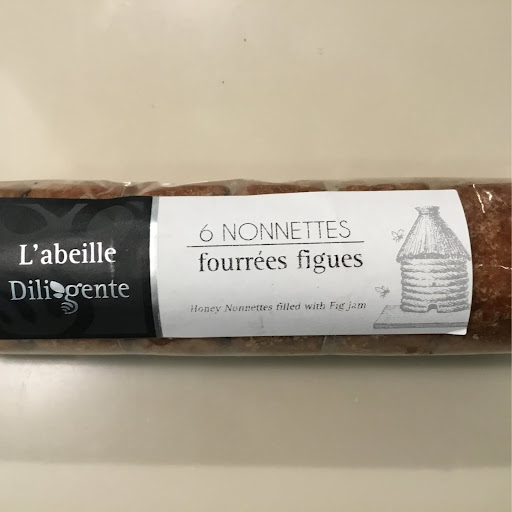 L'abeille
Diligente
6 NONNETTES
fourrées figues
Honey Nonnettes filled with Fig jam